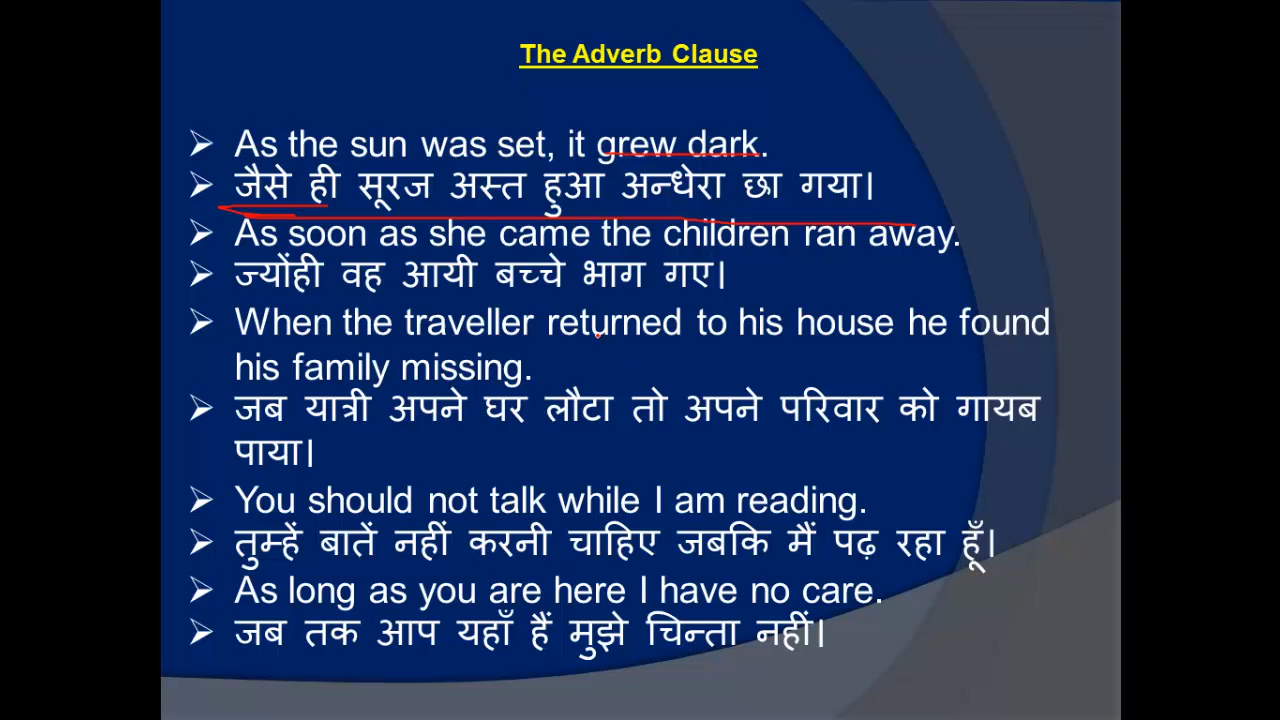 The Adverb Clause
As the sun was set, it grew dark.
जैसे ही सूरज अस्त हुआ अन्धेरा छा गया।
As soon as she came the children ran away.
ज्योंही वह आयी बच्चे भाग गए।
When the traveller returned to his house he found
his family missing.
जब यात्री अपने घर लौटा तो अपने परिवार को गायब
पाया।
You should not talk while I am reading.
तुम्हें बातें नहीं करनी चाहिए जबकि मैं पढ़ रहा हूँ।
As long as you are here I have no care.
जब तक आप यहाँ हैं मुझे चिन्ता नहीं।